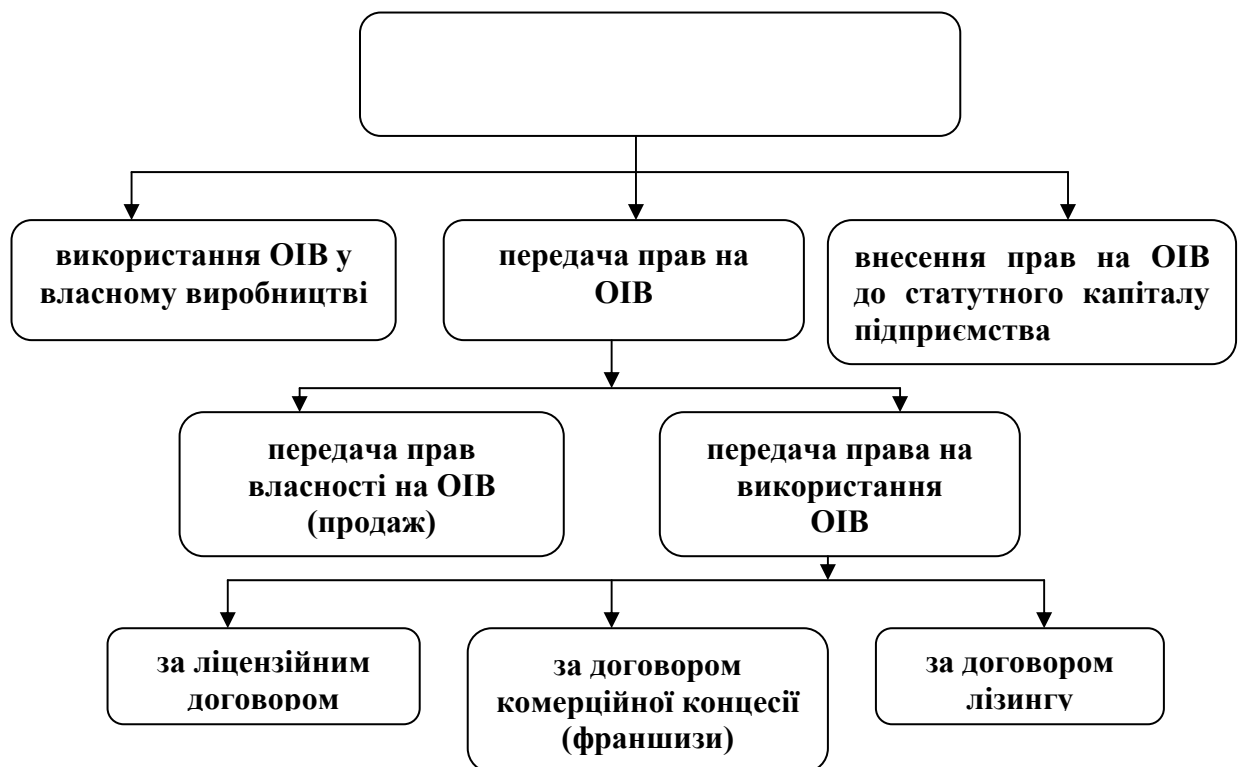 використання ОІВ у
власному виробництві
передача прав на
ОІВ
внесення прав на ОІВ
до статутного капіталу
підприємства
передача прав
власності на ОІВ
(продаж)
передача права на
використання
ОІВ
за ліцензійним
договором
за договором
комерційної концесії
(франшизи)
за договором
лізингу